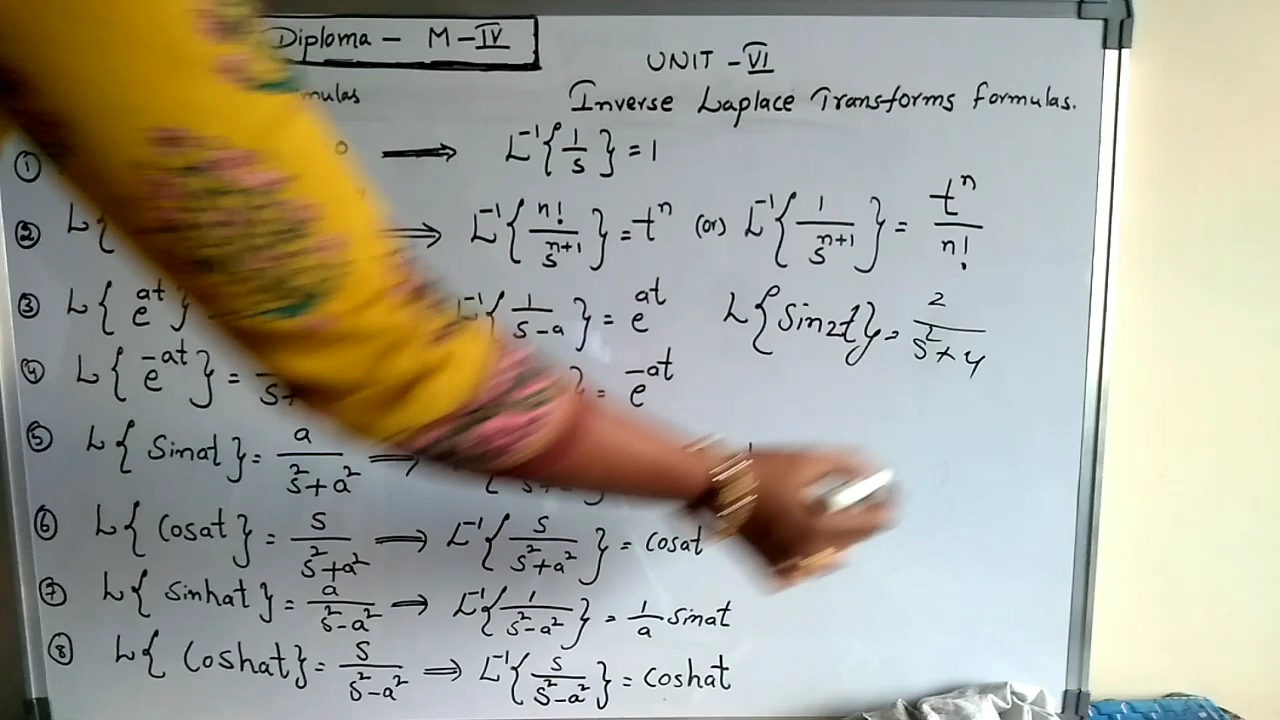 Diploma - M-IV
UNIT - VI
Inverse Laplace Transforms formulas.
① ⟹ L⁻¹{1/s} = 1
② L{ ⟹ L⁻¹{n!/sⁿ⁺¹} = tⁿ (or) L⁻¹{1/sⁿ⁺¹} = tⁿ/n!
③ L{e^at} L⁻¹{1/(s-a)} = e^at L{sin2t} = 2/(s²+4)
④ L{e^-at} = } = e^-at
⑤ L{Sinat} = a/(s²+a²) ⟹
⑥ L{Cosat} = s/(s²+a²) ⟹ L⁻¹{s/(s²+a²)} = cosat
⑦ L{sinhat} = a/(s²-a²) ⟹ L⁻¹{1/(s²-a²)} = 1/a sinat
⑧ L{Coshat} = s/(s²-a²) ⟹ L⁻¹{s/(s²-a²)} = coshat